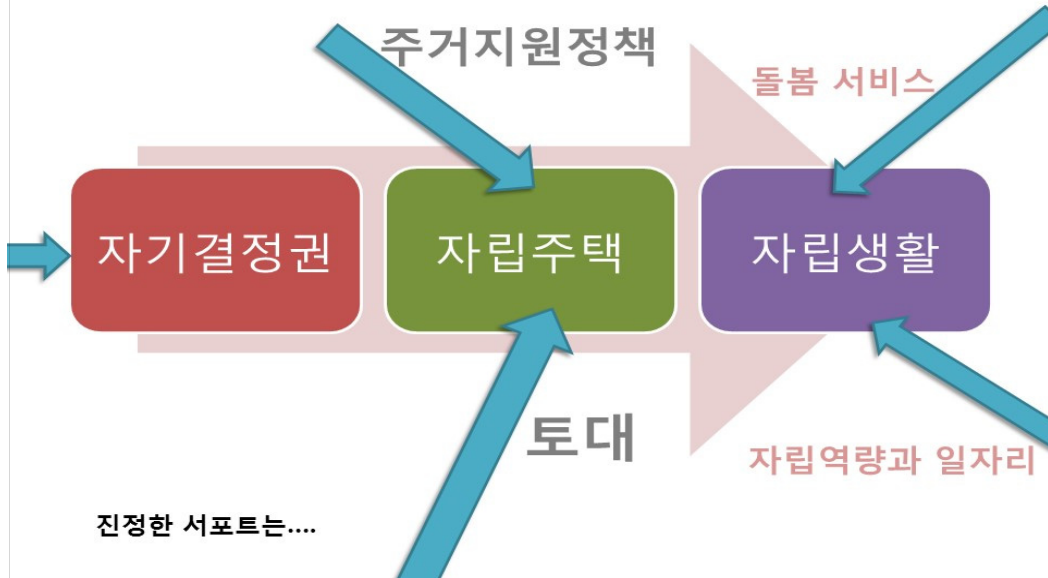 주거지원정책
돌봄 서비스
자기결정권
자립주택
자립생활
토대
자립역량과 일자리
진정한 서포트는....